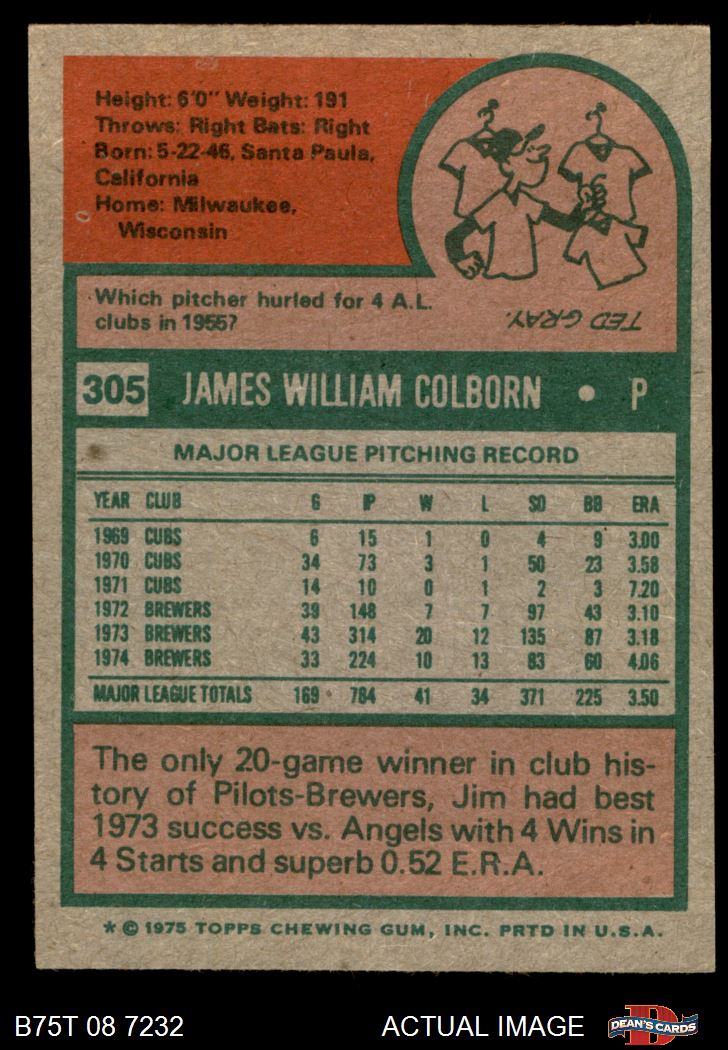 Height: 6'0" Weight: 191
Throws: Right Bats: Right
Born: 5-22-46, Santa Paula,
California
Home: Milwaukee,
Wisconsin
Which pitcher hurled for 4 A.L.
clubs in 1955?
TED GRAY.
305 JAMES WILLIAM COLBORN • P
MAJOR LEAGUE PITCHING RECORD
YEAR CLUB G IP W L SO BB ERA
1969 CUBS 6 15 1 0 4 9 3.00
1970 CUBS 34 73 3 1 50 23 3.58
1971 CUBS 14 10 0 1 2 3 7.20
1972 BREWERS 39 148 7 7 97 43 3.10
1973 BREWERS 43 314 20 12 135 87 3.18
1974 BREWERS 33 224 10 13 83 60 4.06
MAJOR LEAGUE TOTALS 169 784 41 34 371 225 3.50
The only 20-game winner in club his-
tory of Pilots-Brewers, Jim had best
1973 success vs. Angels with 4 Wins in
4 Starts and superb 0.52 E.R.A.
* © 1975 TOPPS CHEWING GUM, INC. PRTD IN U.S.A.
B75T 08 7232 ACTUAL IMAGE DEAN'S CARDS